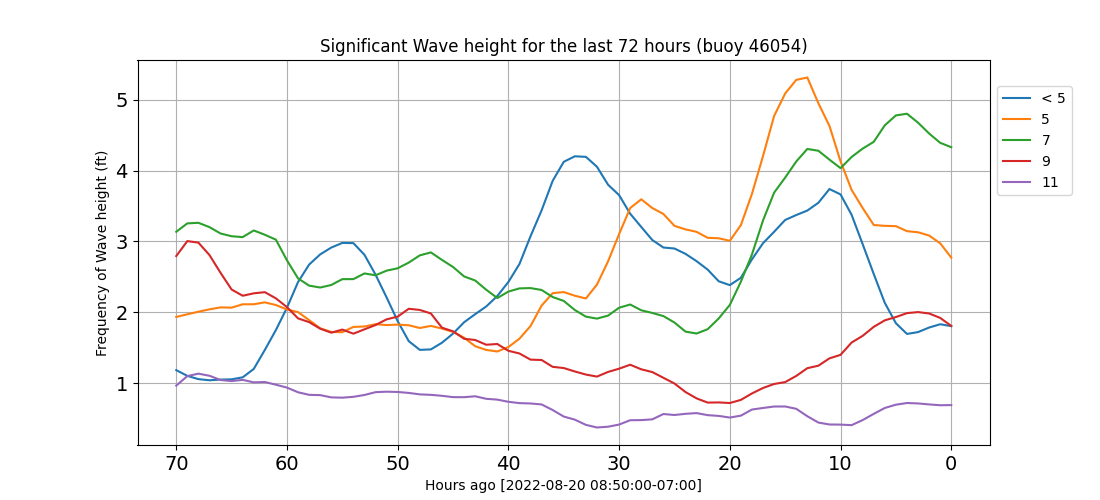 Significant Wave height for the last 72 hours (buoy 46054)
Frequency of Wave height (ft)
5
4
3
2
1
70 60 50 40 30 20 10 0
Hours ago [2022-08-20 08:50:00-07:00]
< 5
5
7
9
11